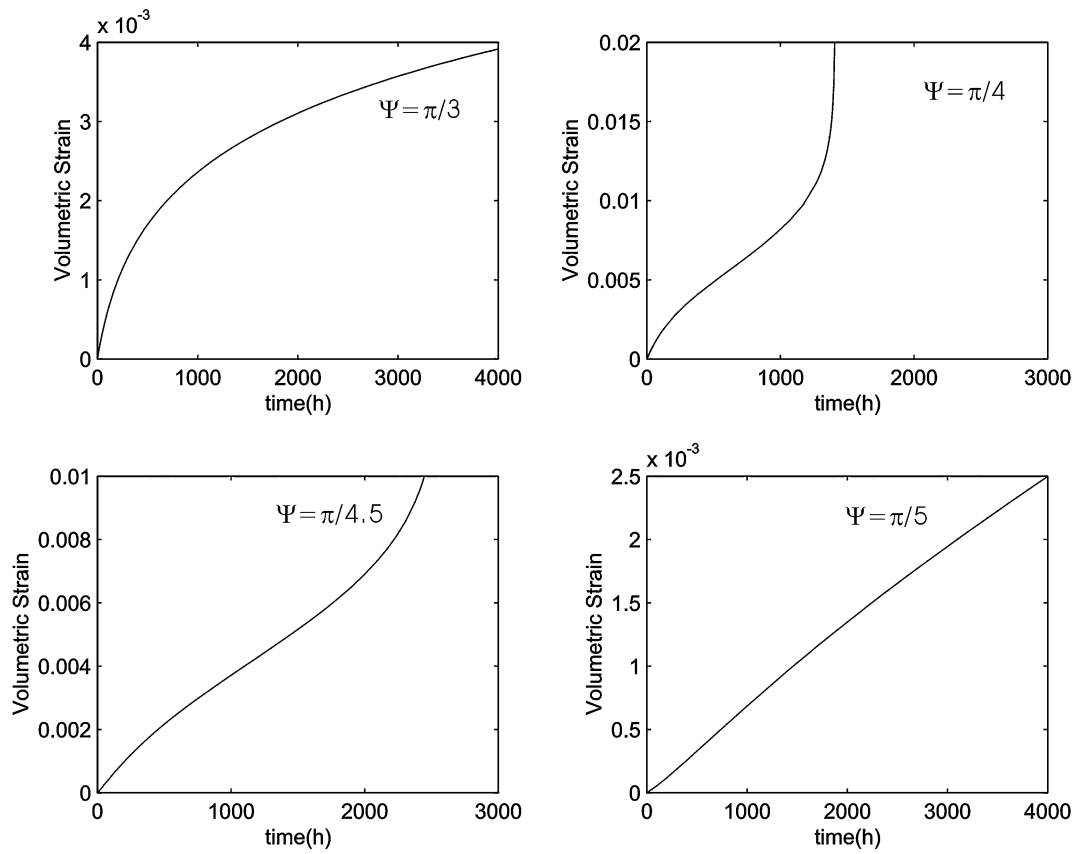 x 10-3
4
3
2
1
0
Volumetric Strain
Ψ=π/3
0 1000 2000 3000 4000
time(h)
0.02
0.015
0.01
0.005
0
Volumetric Strain
Ψ=π/4
0 1000 2000 3000
time(h)
0.01
0.008
0.006
0.004
0.002
0
Volumetric Strain
Ψ=π/4.5
0 1000 2000 3000
time(h)
x 10-3
2.5
2
1.5
1
0.5
0
Volumetric Strain
Ψ=π/5
0 1000 2000 3000 4000
time(h)